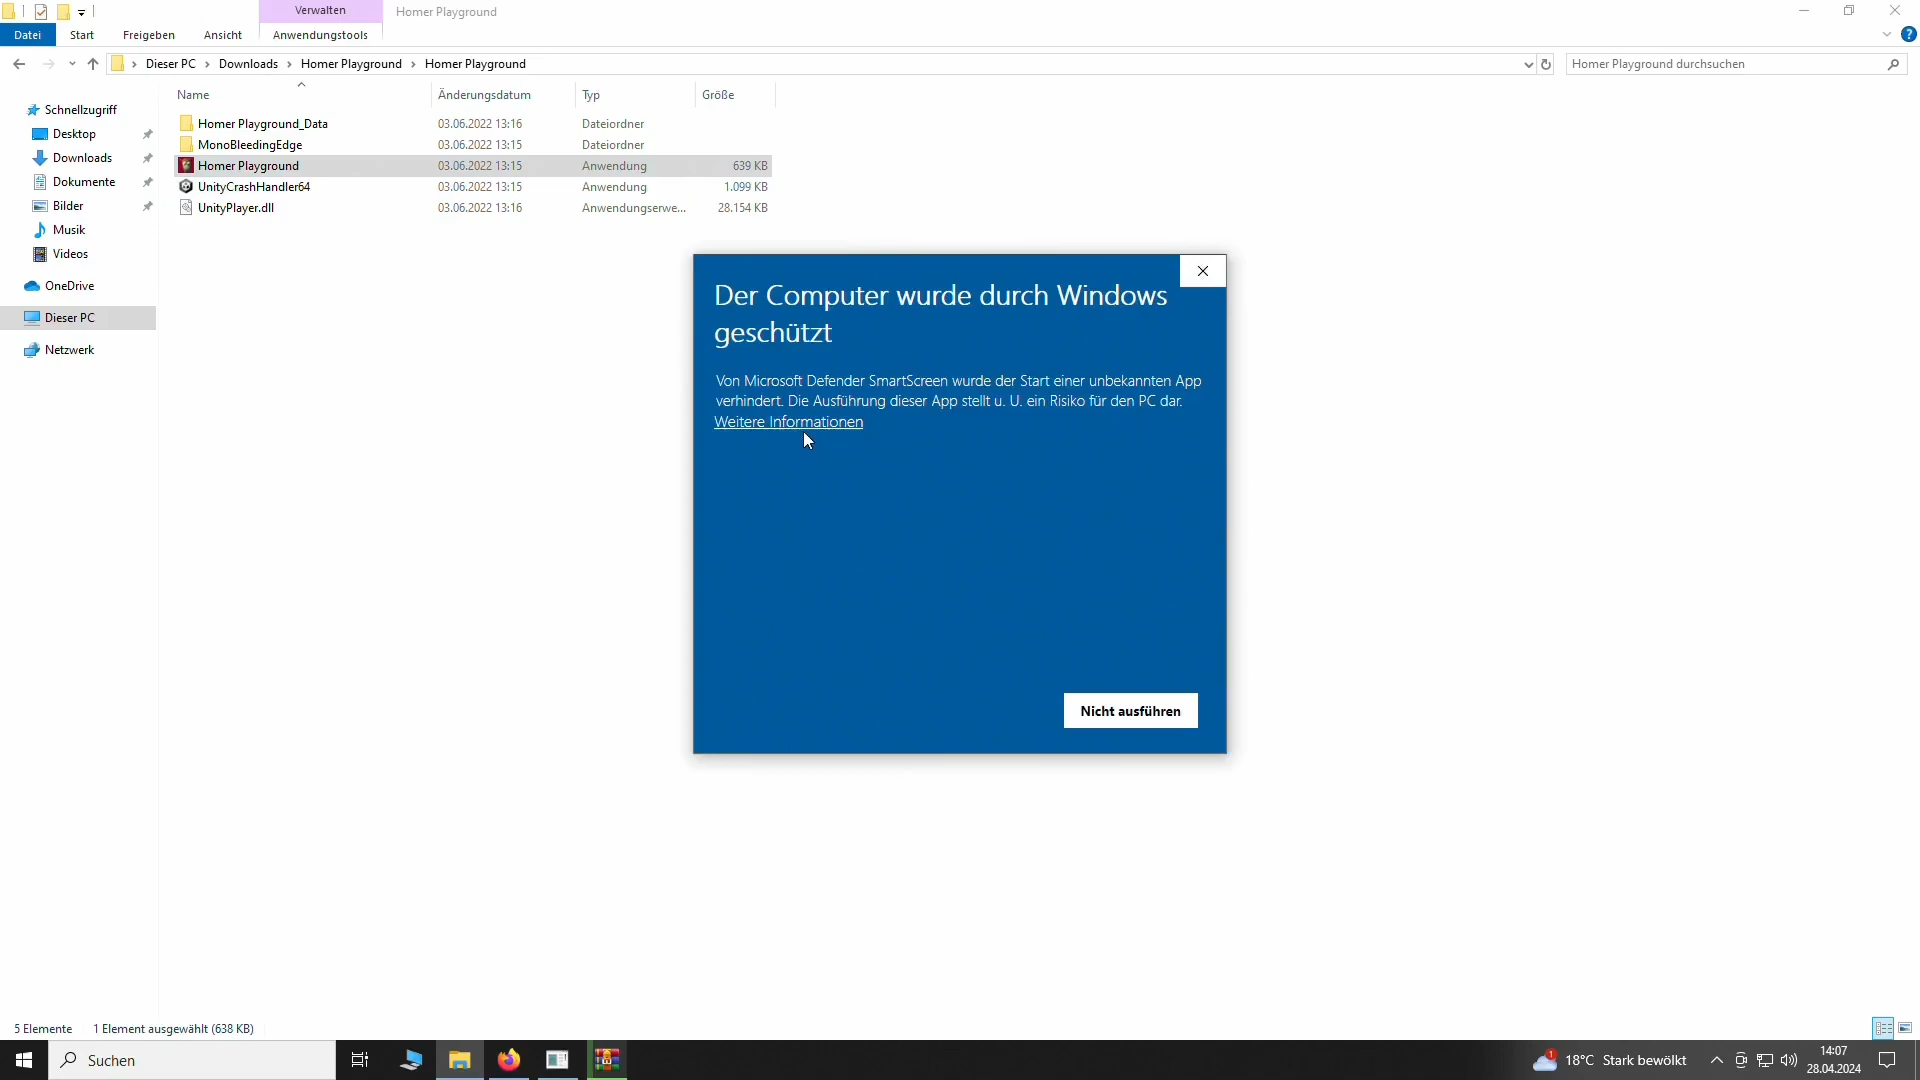 Verwalten
Homer Playground
Datei
Start
Freigeben
Ansicht
Anwendungstools
?
Dieser PC
Downloads
Homer Playground
Homer Playground
Homer Playground durchsuchen
Name
Änderungsdatum
Typ
Größe
Homer Playground_Data
03.06.2022 13:16
Dateiordner
MonoBleedingEdge
03.06.2022 13:15
Dateiordner
Homer Playground
03.06.2022 13:15
Anwendung
639 KB
UnityCrashHandler64
03.06.2022 13:15
Anwendung
1.099 KB
UnityPlayer.dll
03.06.2022 13:16
Anwendungserwe...
28.154 KB
Schnellzugriff
Desktop
Downloads
Dokumente
Bilder
Musik
Videos
OneDrive
Dieser PC
Netzwerk
Der Computer wurde durch Windows
geschützt
Von Microsoft Defender SmartScreen wurde der Start einer unbekannten App
verhindert. Die Ausführung dieser App stellt u. U. ein Risiko für den PC dar.
Weitere Informationen
Nicht ausführen
5 Elemente
1 Element ausgewählt (638 KB)
Suchen
1
18°C Stark bewölkt
14:07
28.04.2024